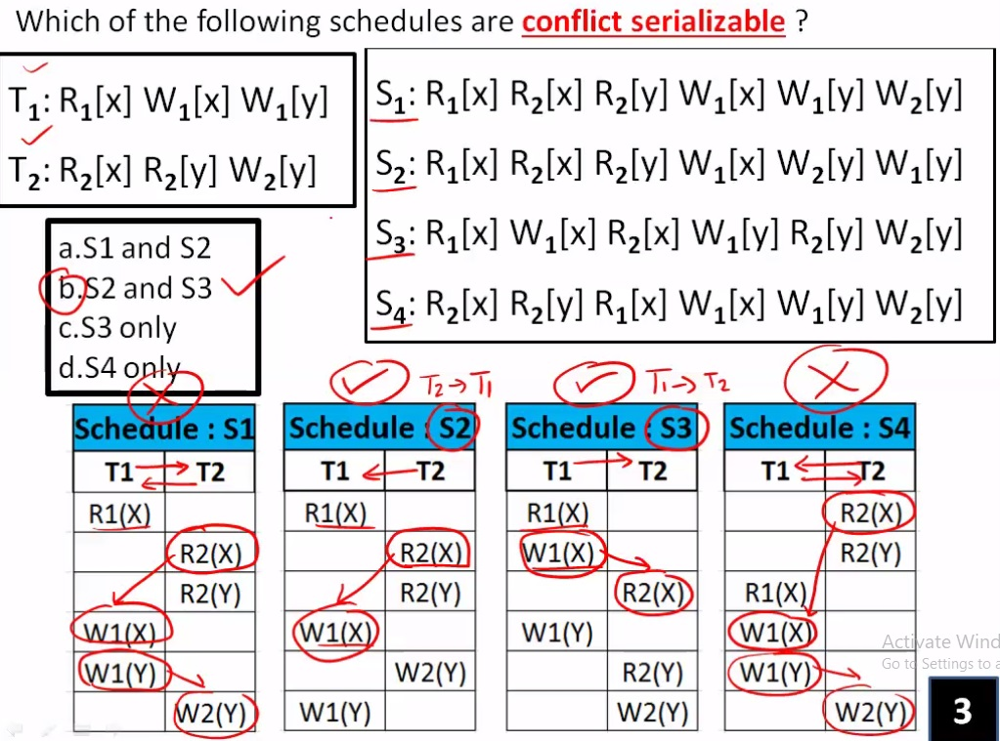 Which of the following schedules are conflict serializable ?
T₁: R₁[x] W₁[x] W₁[y]
T₂: R₂[x] R₂[y] W₂[y]
S₁: R₁[x] R₂[x] R₂[y] W₁[x] W₁[y] W₂[y]
S₂: R₁[x] R₂[x] R₂[y] W₁[x] W₂[y] W₁[y]
S₃: R₁[x] W₁[x] R₂[x] W₁[y] R₂[y] W₂[y]
S₄: R₂[x] R₂[y] R₁[x] W₁[x] W₁[y] W₂[y]
a.S1 and S2
b.S2 and S3
c.S3 only
d.S4 only
T₂→T₁
T₁→T₂
Schedule : S1
T1 T2
R1(X)
R2(X)
R2(Y)
W1(X)
W1(Y)
W2(Y)
Schedule : S2
T1 T2
R1(X)
R2(X)
R2(Y)
W1(X)
W2(Y)
W1(Y)
Schedule : S3
T1 T2
R1(X)
W1(X)
R2(X)
W1(Y)
R2(Y)
W2(Y)
Schedule : S4
T1 T2
R2(X)
R2(Y)
R1(X)
W1(X)
W1(Y)
W2(Y)
Activate Wind
Go to Settings to a
3